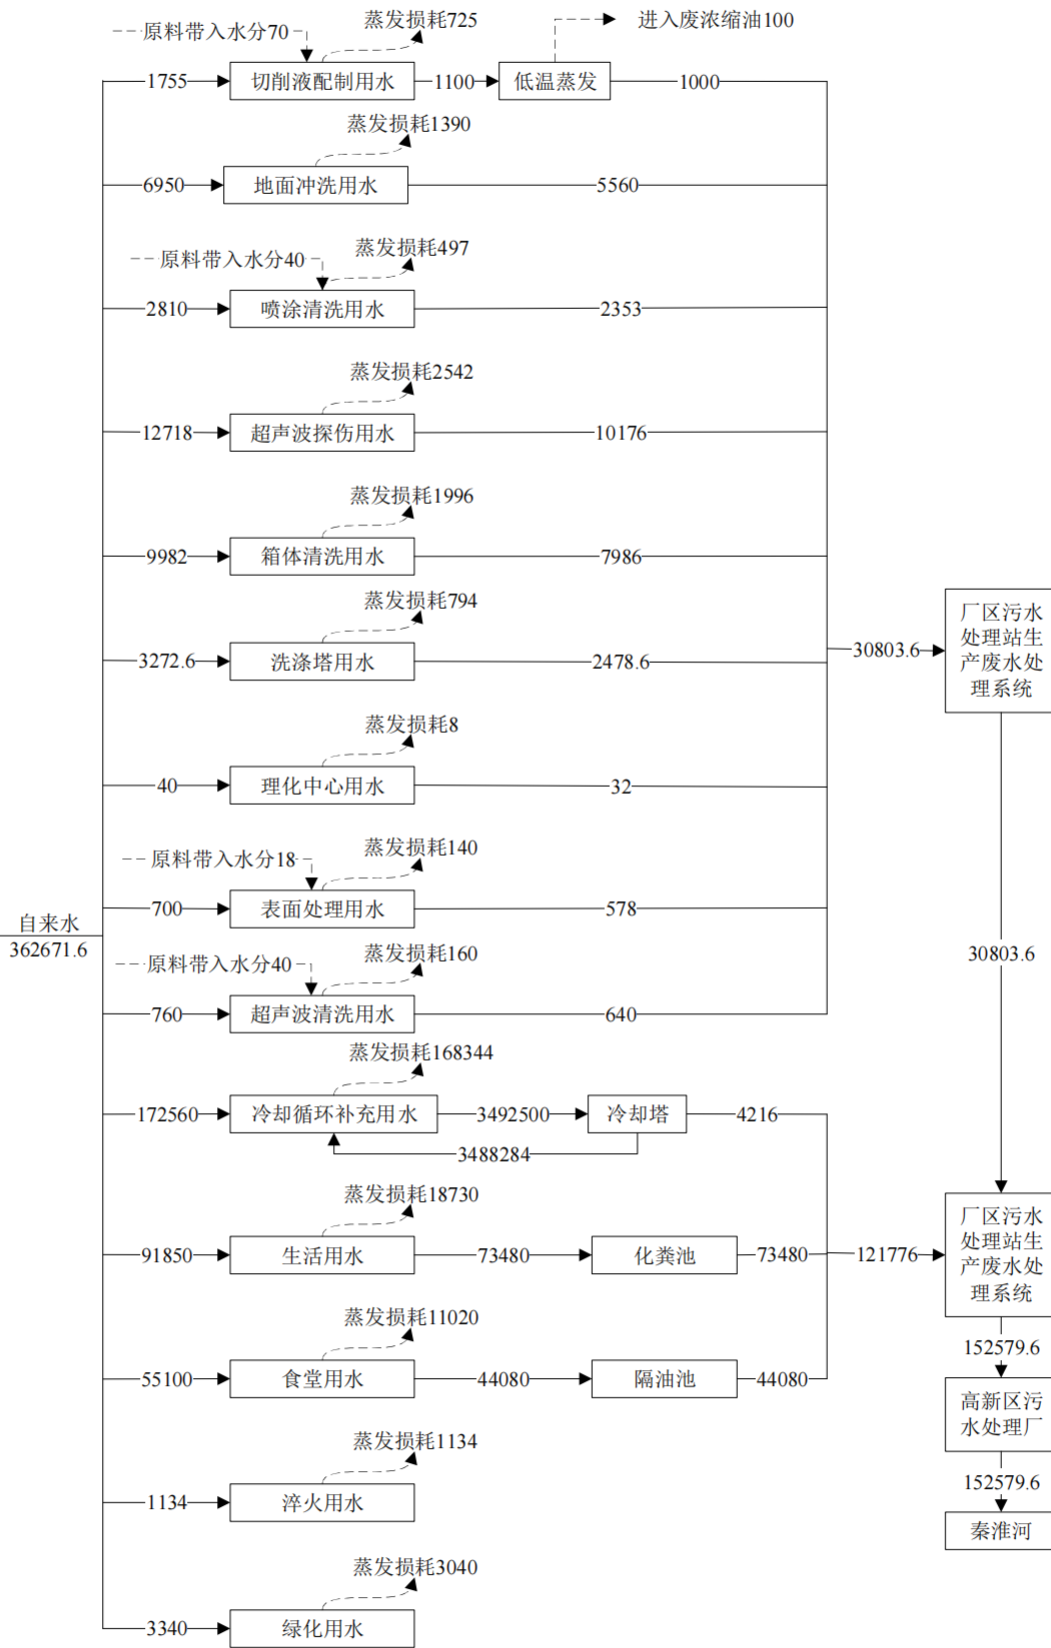 原料带入水分70
蒸发损耗725
进入废浓缩油100
1755
切削液配制用水
1100
低温蒸发
1000
蒸发损耗1390
6950
地面冲洗用水
5560
蒸发损耗497
原料带入水分40
2810
喷涂清洗用水
2353
蒸发损耗2542
12718
超声波探伤用水
10176
蒸发损耗1996
9982
箱体清洗用水
7986
蒸发损耗794
3272.6
洗涤塔用水
2478.6
30803.6
厂区污水
处理站生
产废水处
理系统
蒸发损耗8
40
理化中心用水
32
原料带入水分18
蒸发损耗140
700
表面处理用水
578
自来水
362671.6
原料带入水分40
蒸发损耗160
30803.6
760
超声波清洗用水
640
蒸发损耗168344
172560
冷却循环补充用水
3492500
冷却塔
4216
3488284
蒸发损耗18730
91850
生活用水
73480
化粪池
73480
121776
厂区污水
处理站生
产废水处
理系统
蒸发损耗11020
152579.6
55100
食堂用水
44080
隔油池
44080
高新区污
水处理厂
蒸发损耗1134
152579.6
1134
淬火用水
秦淮河
蒸发损耗3040
3340
绿化用水